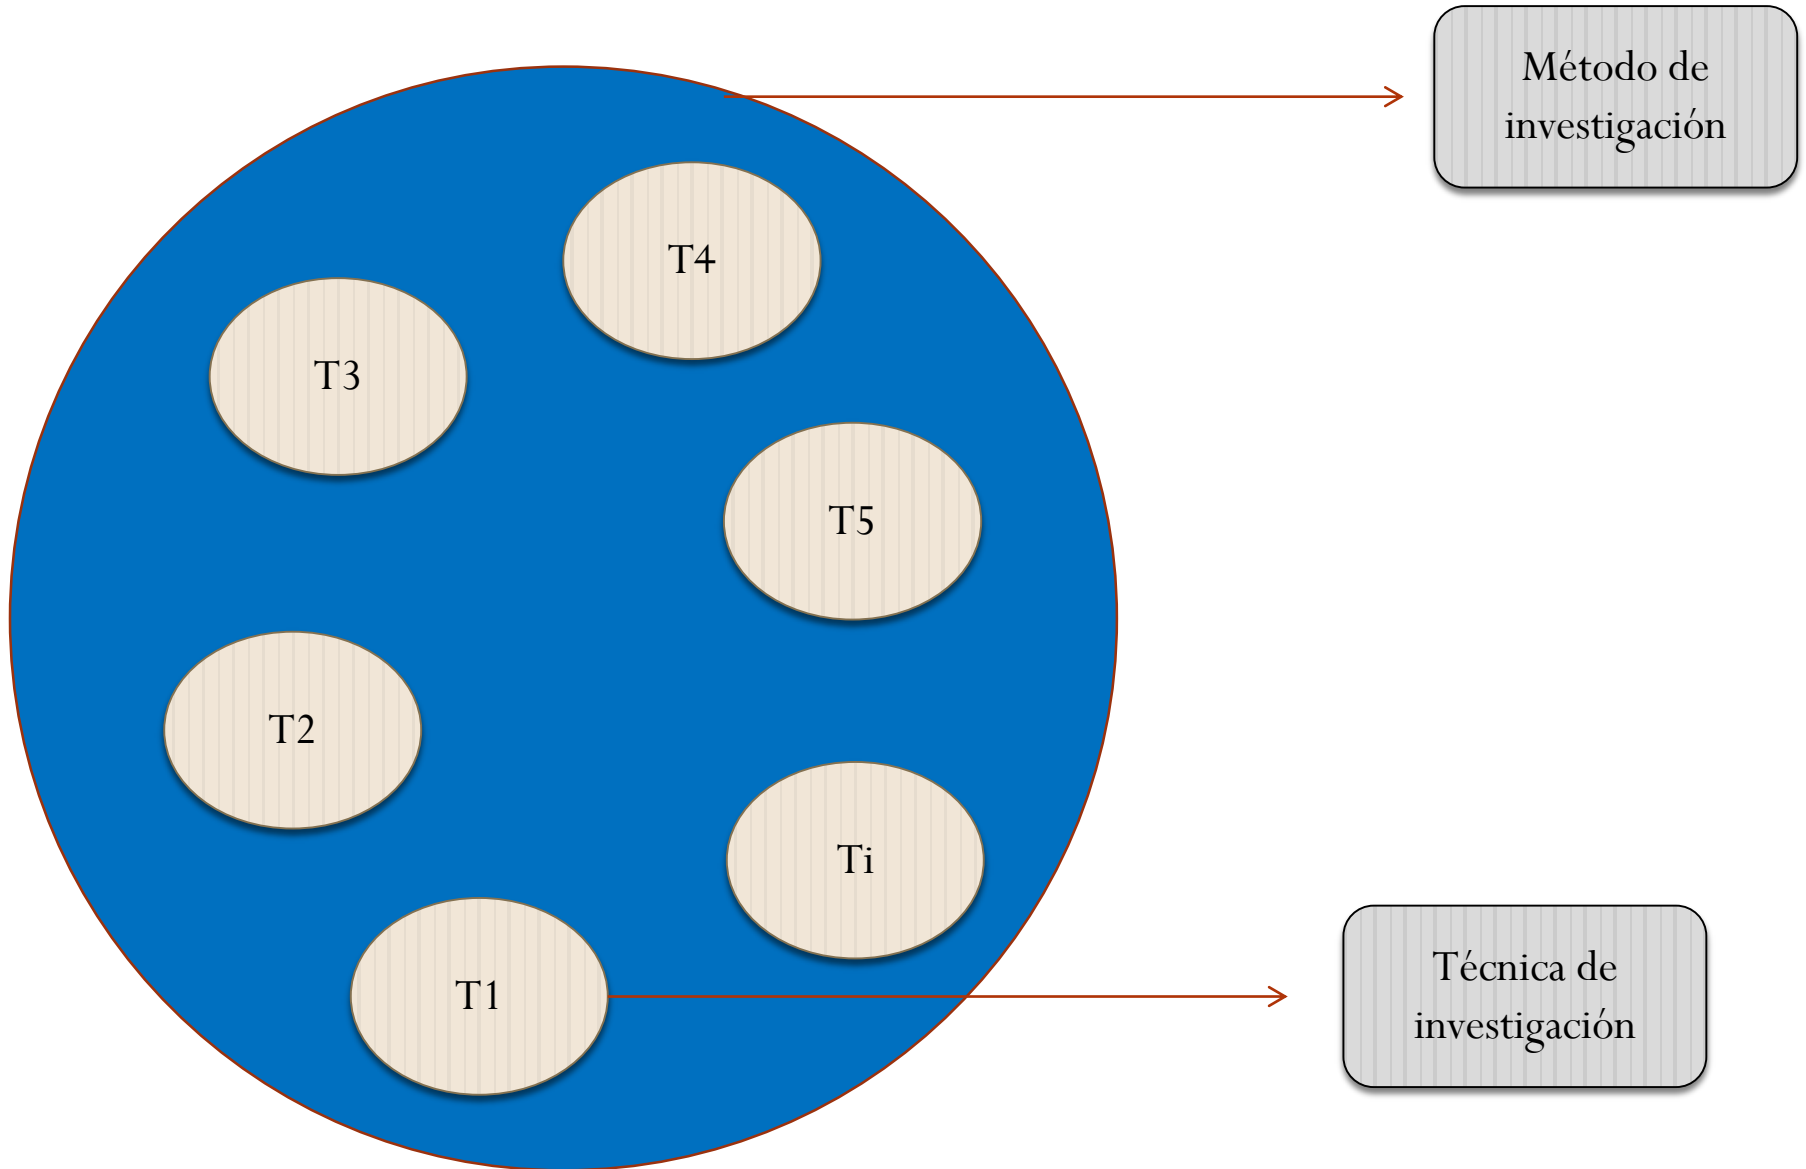 Método de
investigación
T4
T3
T5
T2
Ti
T1
Técnica de
investigación